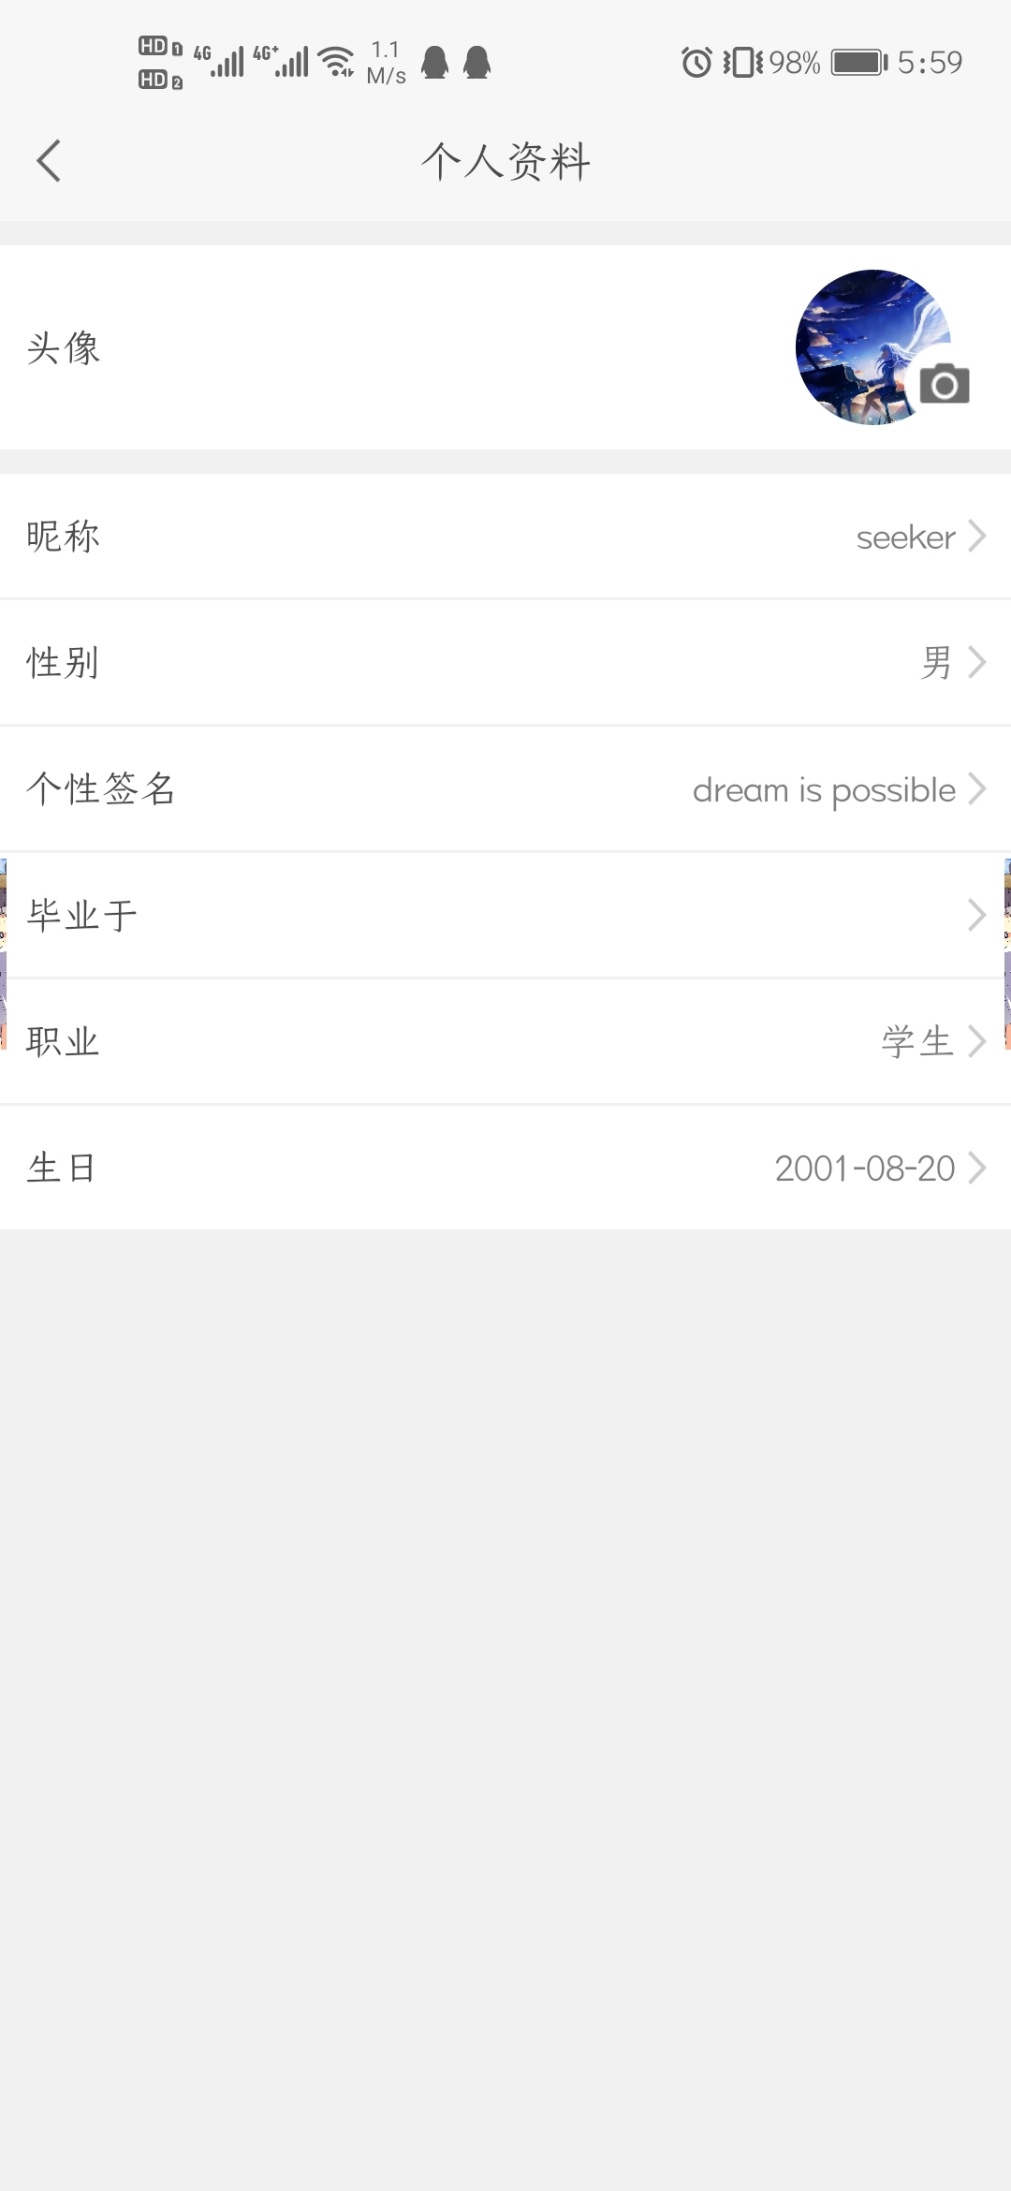 HD 1 4G 4G+ 1.1 98% 5:59
HD 2 M/s
个人资料
头像
昵称 seeker
性别 男
个性签名 dream is possible
毕业于
职业 学生
生日 2001-08-20